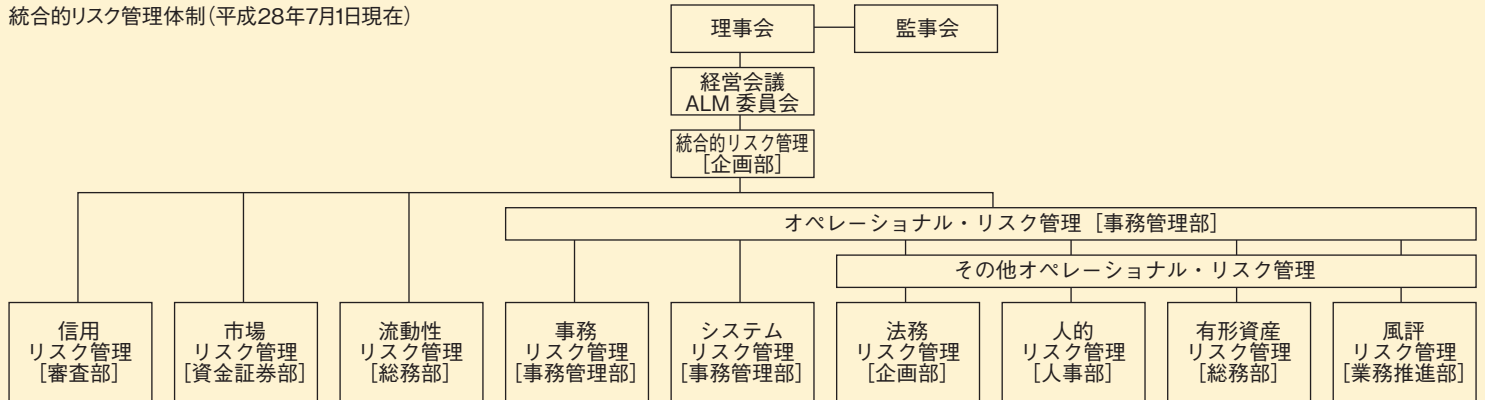 統合的リスク管理体制(平成28年7月1日現在)
理事会
監事会
経営会議
ALM 委員会
統合的リスク管理
[企画部]
オペレーショナル・リスク管理 [事務管理部]
その他オペレーショナル・リスク管理
信用
リスク管理
[審査部]
市場
リスク管理
[資金証券部]
流動性
リスク管理
[総務部]
事務
リスク管理
[事務管理部]
システム
リスク管理
[事務管理部]
法務
リスク管理
[企画部]
人的
リスク管理
[人事部]
有形資産
リスク管理
[総務部]
風評
リスク管理
[業務推進部]